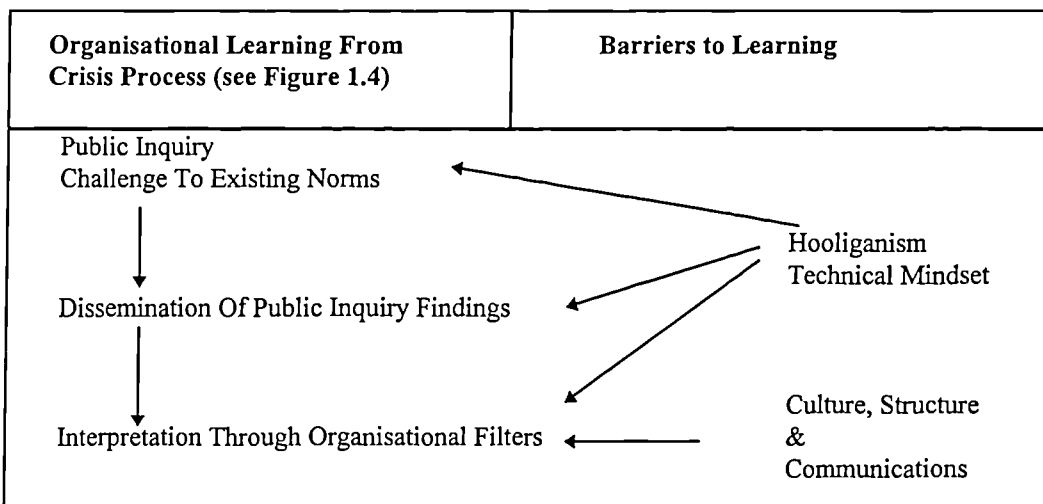 Organisational Learning From
Crisis Process (see Figure 1.4)
Barriers to Learning
Public Inquiry
Challenge To Existing Norms
Hooliganism
Technical Mindset
Dissemination Of Public Inquiry Findings
Culture, Structure
&
Communications
Interpretation Through Organisational Filters